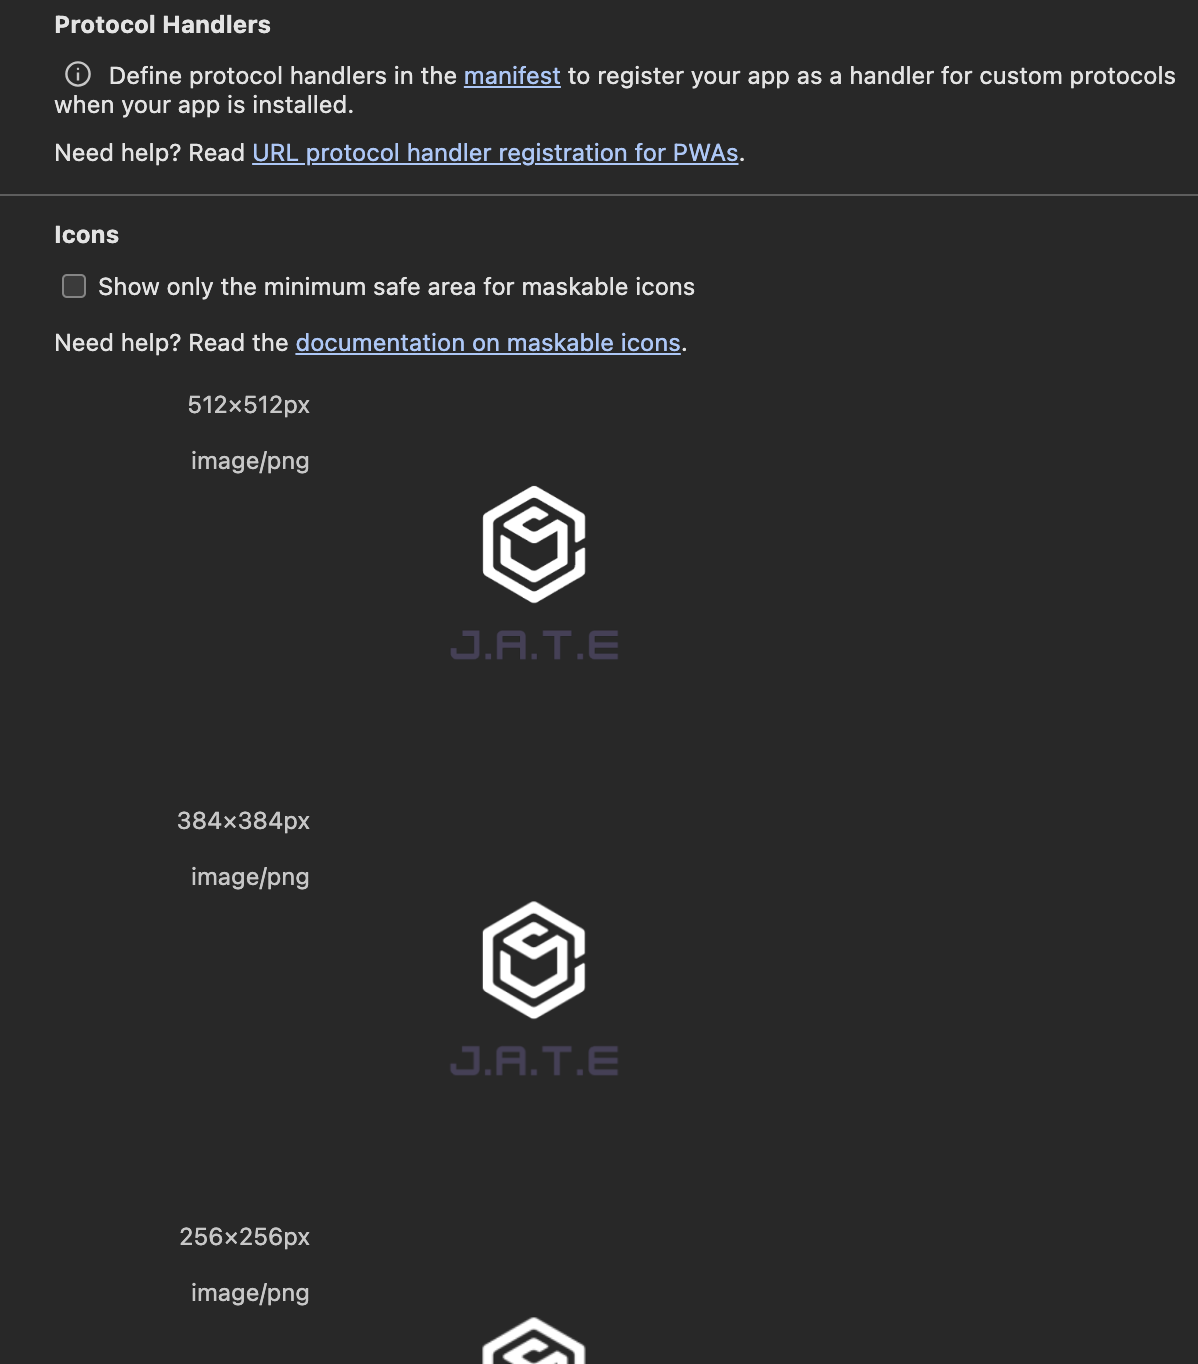 Protocol Handlers
Define protocol handlers in the manifest to register your app as a handler for custom protocols
when your app is installed.
Need help? Read URL protocol handler registration for PWAs.
Icons
Show only the minimum safe area for maskable icons
Need help? Read the documentation on maskable icons.
512×512px
image/png
J.A.T.E
384×384px
image/png
J.A.T.E
256×256px
image/png